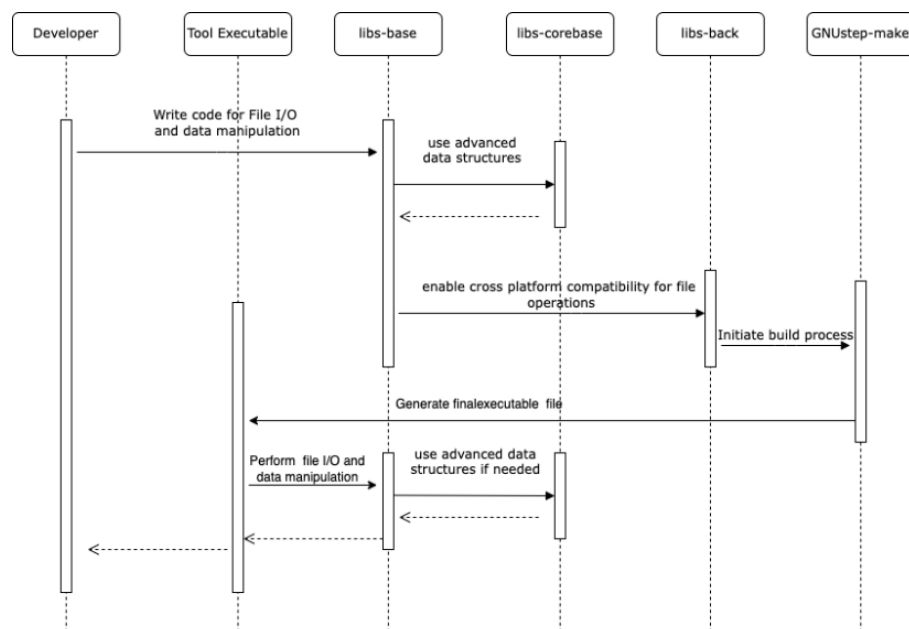 Developer
Tool Executable
libs-base
libs-corebase
libs-back
GNUstep-make
Write code for File I/O
and data manipulation
use advanced
data structures
enable cross platform compatibility for file
operations
Initiate build process
Generate finalexecutable file
Perform file I/O and
data manipulation
use advanced data
structures if needed